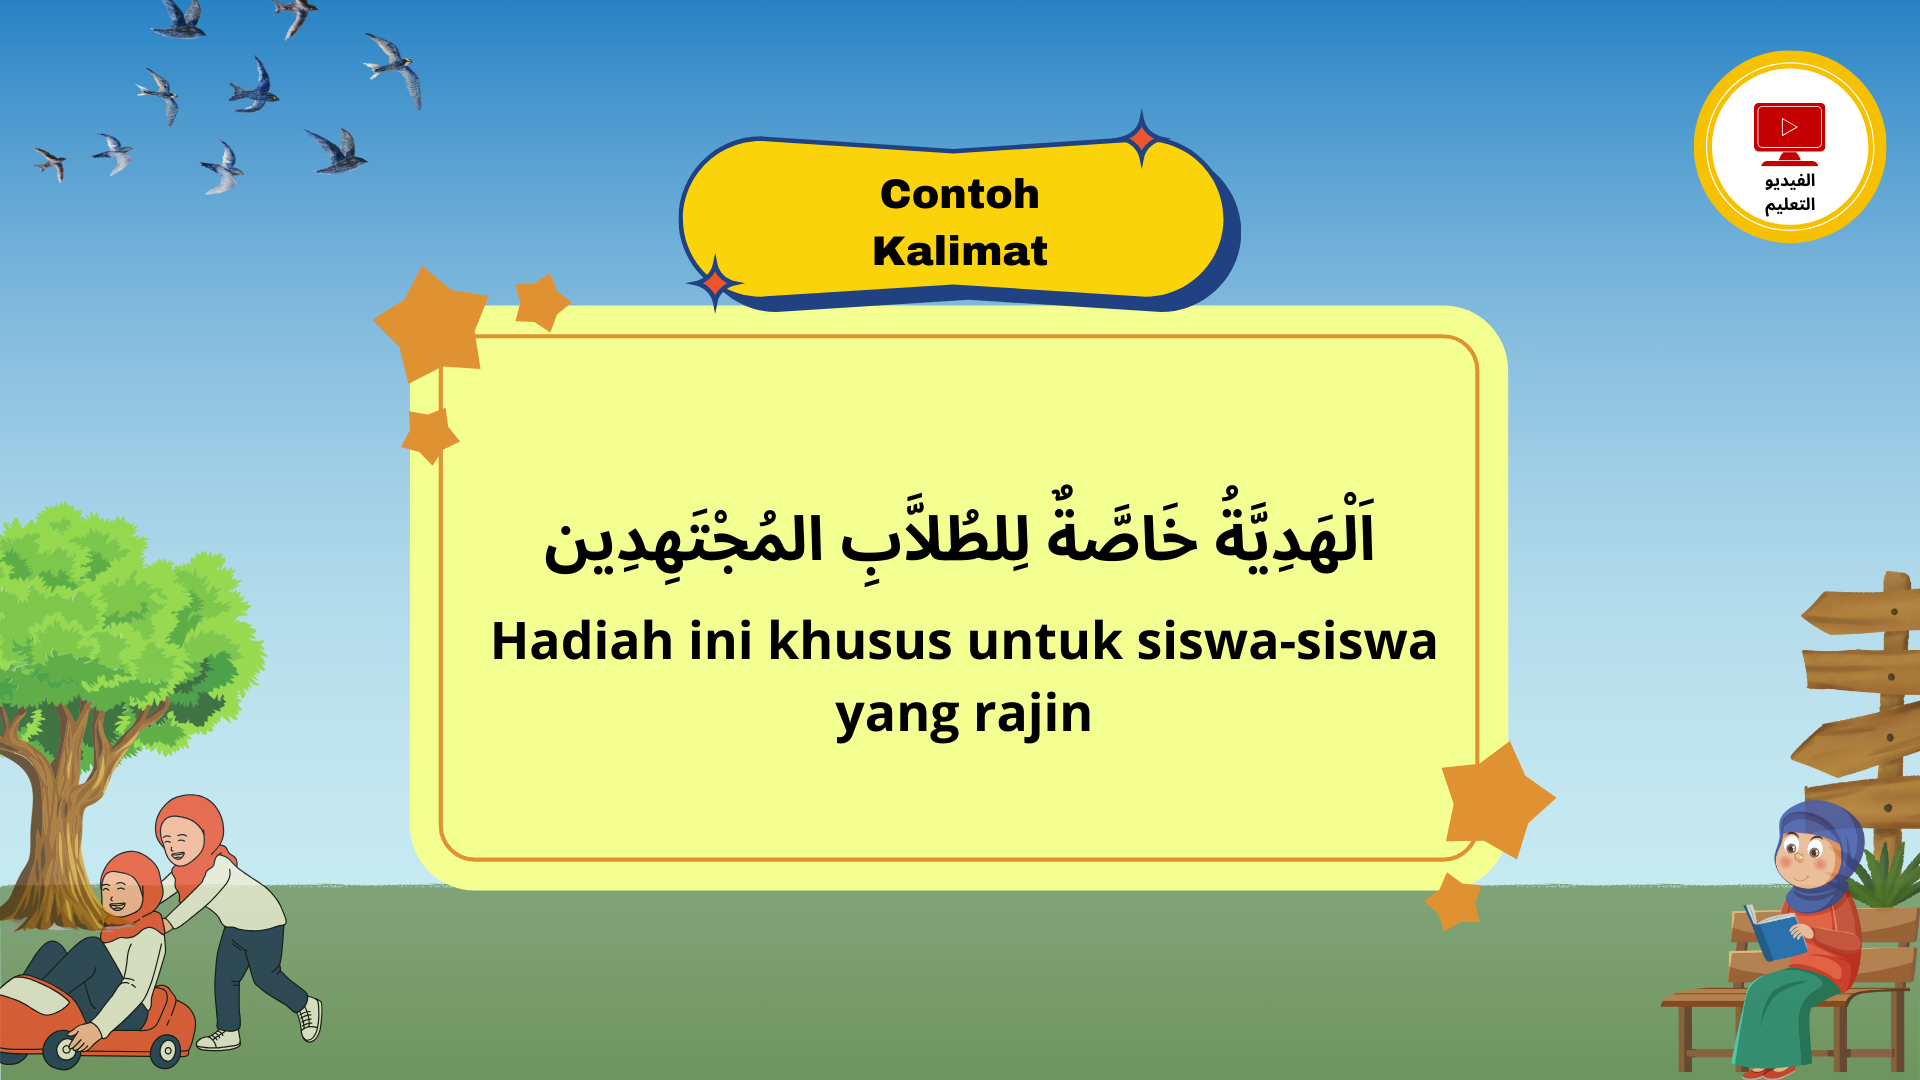 Contoh
Kalimat
الفيديو
التعليم
اَلْهَدِيَّةُ خَاصَّةٌ لِلطُلاَّبِ المُجْتَهِدِين
Hadiah ini khusus untuk siswa-siswa
yang rajin